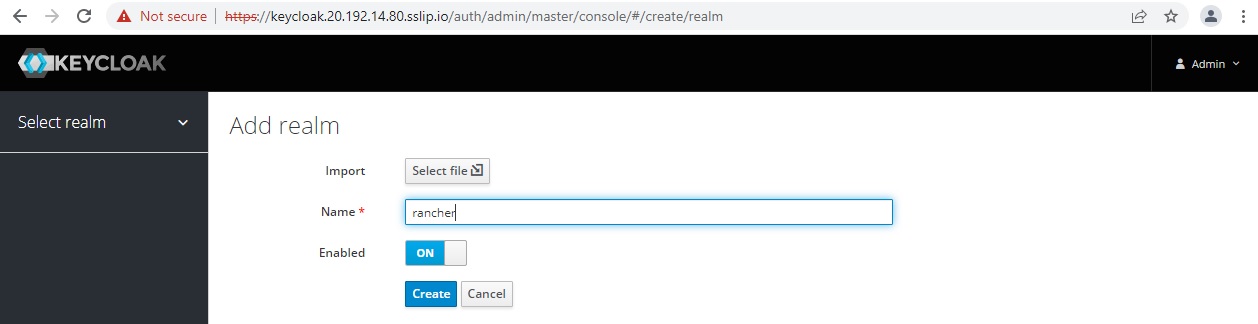 Not secure | https://keycloak.20.192.14.80.sslip.io/auth/admin/master/console/#/create/realm
KEYCLOAK
Admin
Select realm
Add realm
Import Select file
Name * rancher
Enabled ON
Create Cancel